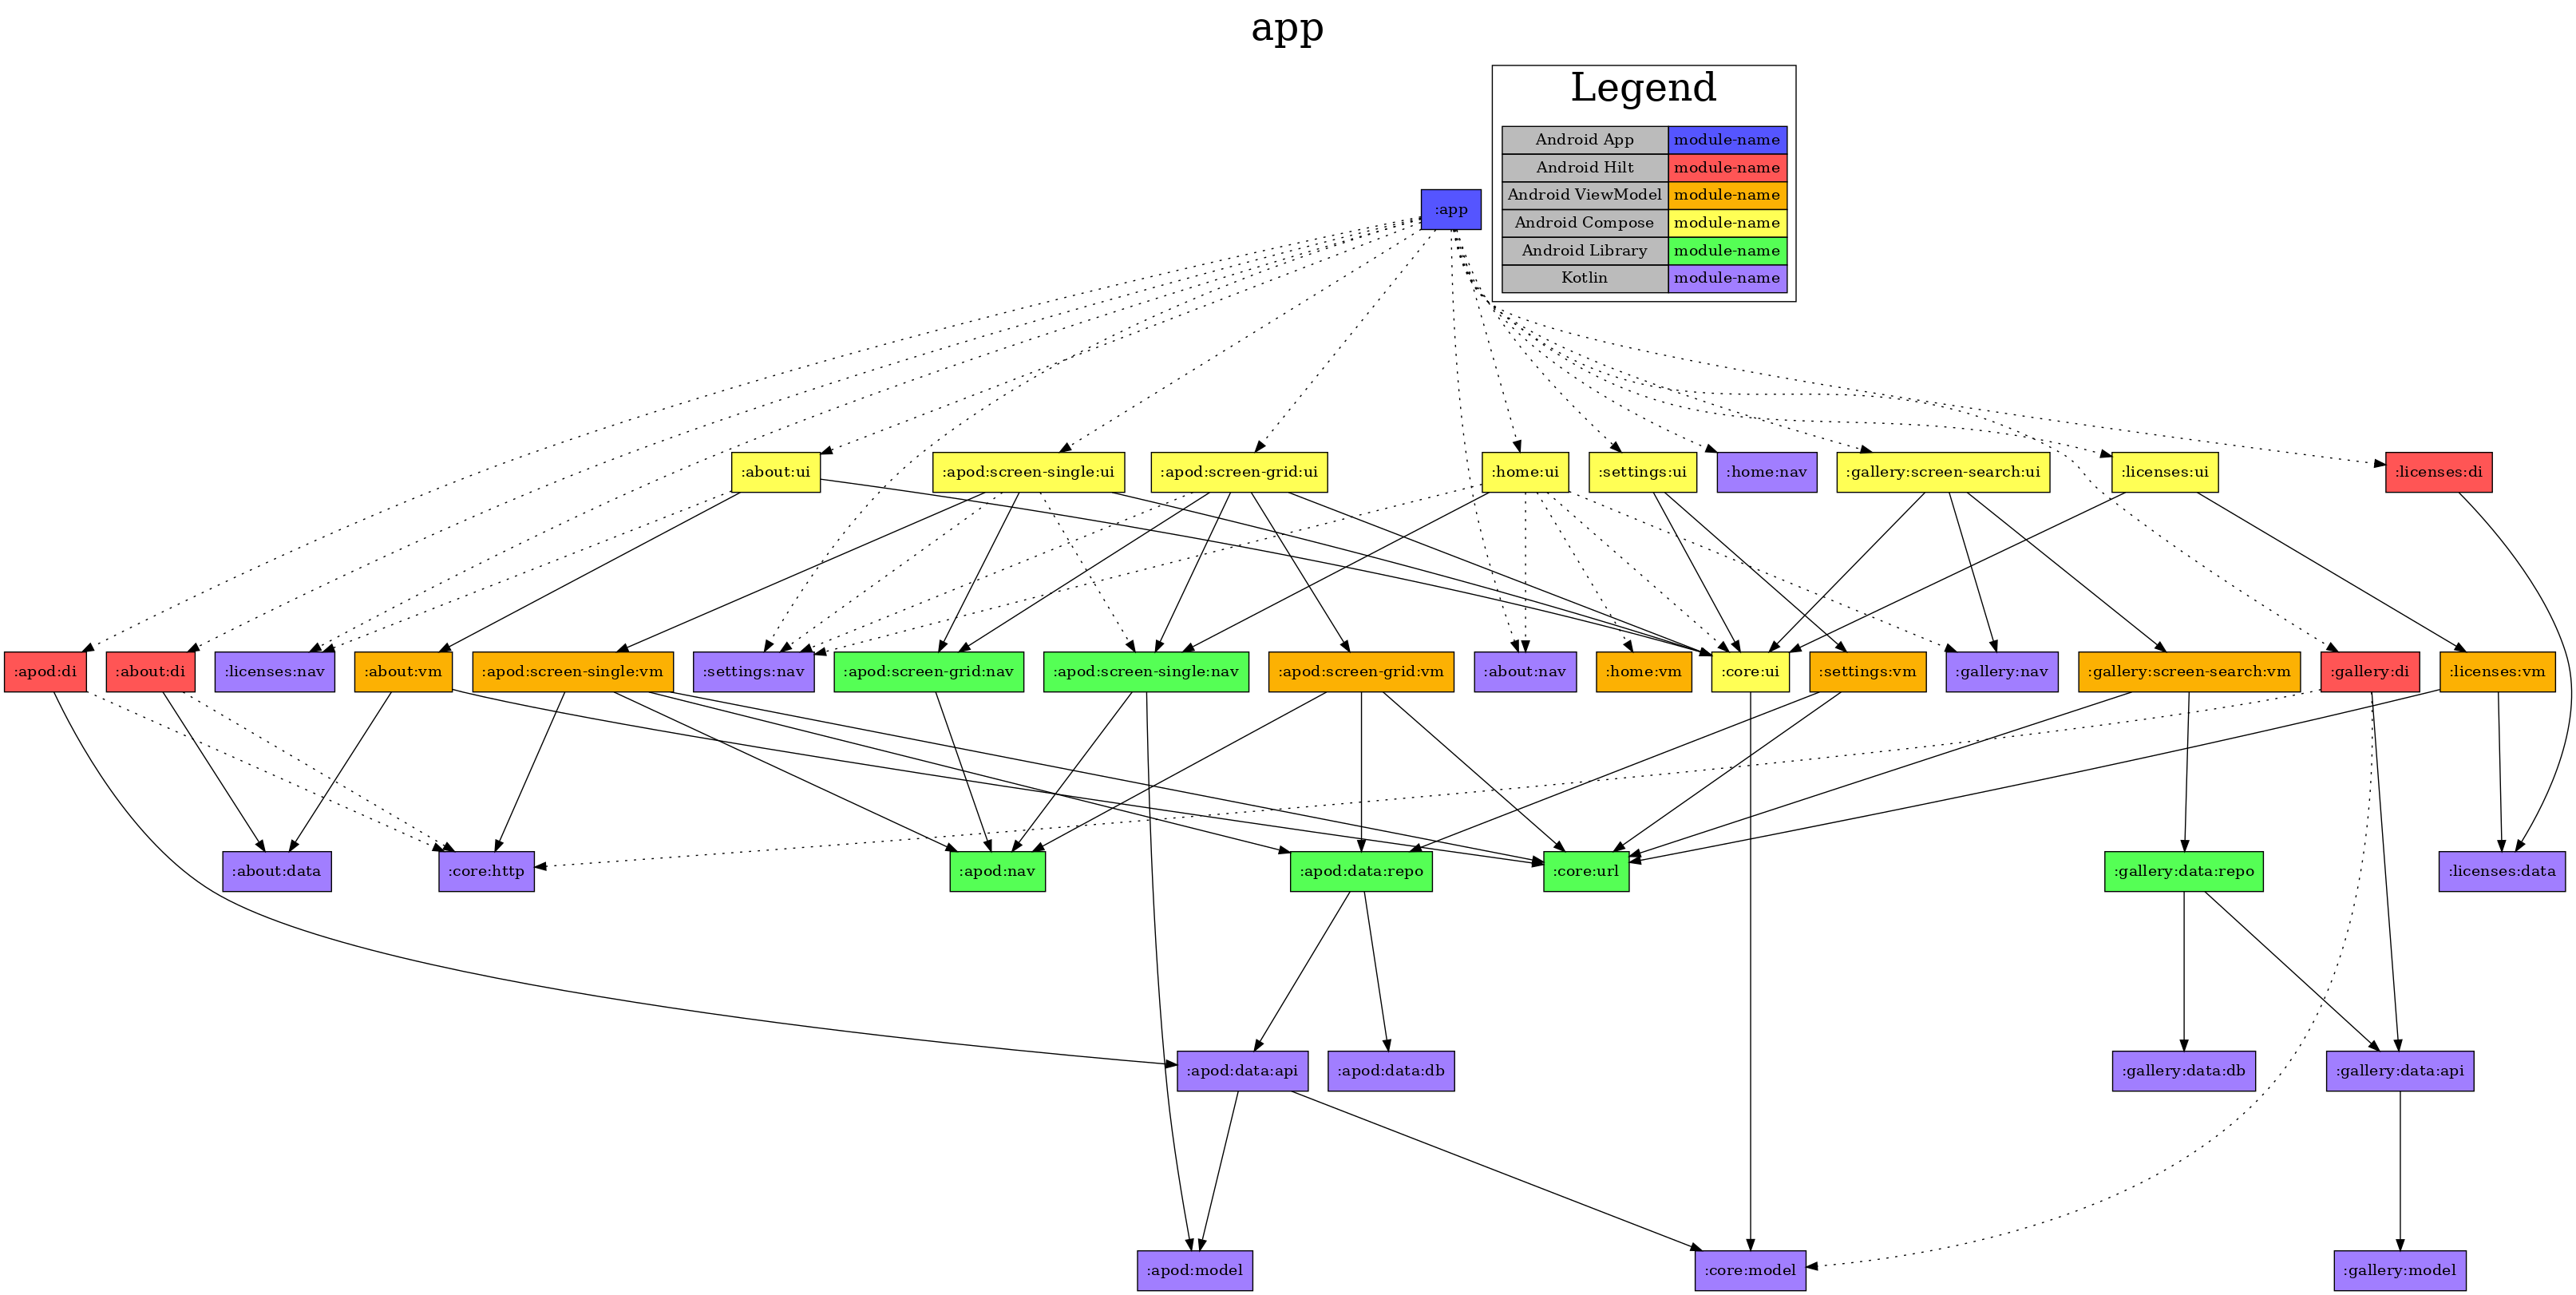 app
Legend
Android App module-name
Android Hilt module-name
Android ViewModel module-name
Android Compose module-name
Android Library module-name
Kotlin module-name
:app
:about:ui :apod:screen-single:ui :apod:screen-grid:ui :home:ui :settings:ui :home:nav :gallery:screen-search:ui :licenses:ui :licenses:di
:apod:di :about:di :licenses:nav :about:vm :apod:screen-single:vm :settings:nav :apod:screen-grid:nav :apod:screen-single:nav :apod:screen-grid:vm :about:nav :home:vm :core:ui :settings:vm :gallery:nav :gallery:screen-search:vm :gallery:di :licenses:vm
:about:data :core:http :apod:nav :apod:data:repo :core:url :gallery:data:repo :licenses:data
:apod:data:api :apod:data:db :gallery:data:db :gallery:data:api
:apod:model :core:model :gallery:model